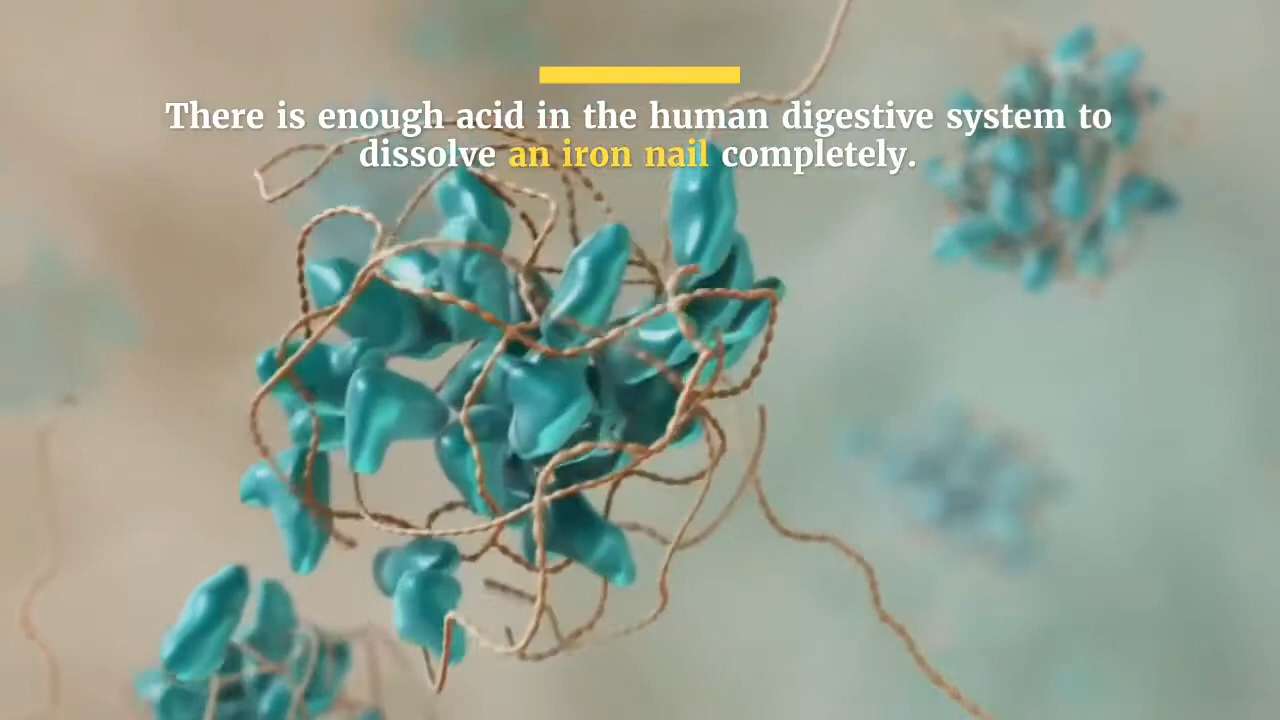 There is enough acid in the human digestive system to
dissolve an iron nail completely.